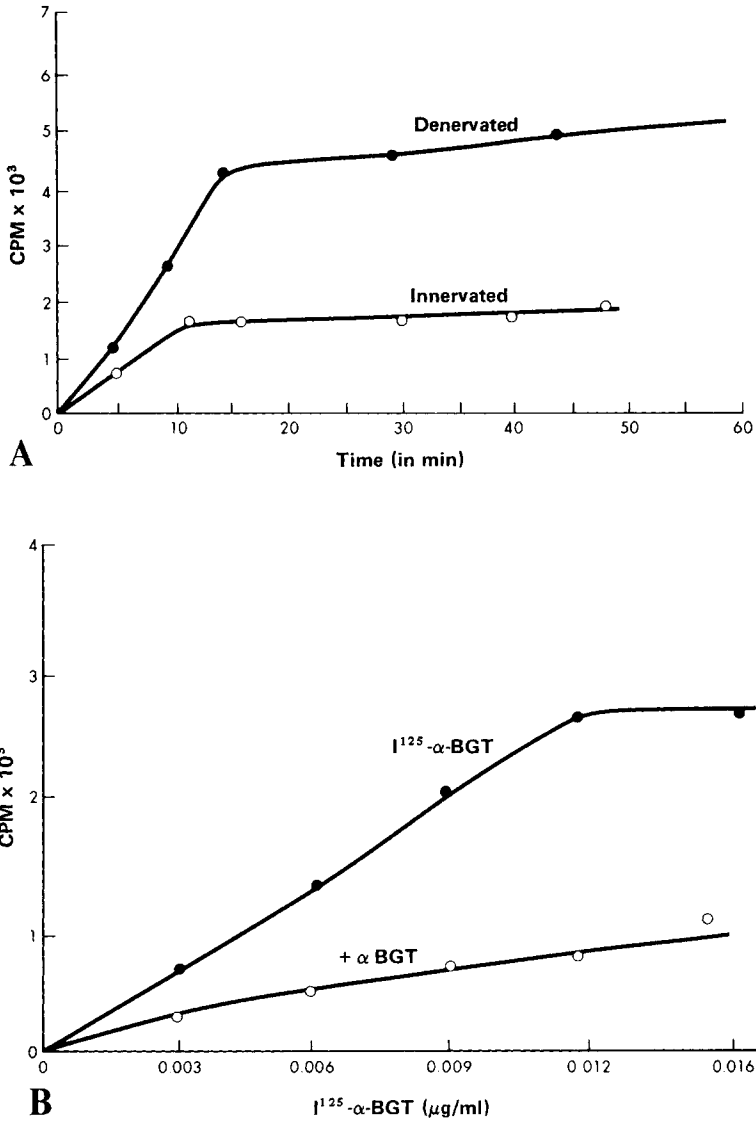 7
6
5
4
3
2
1
0
CPM x 10³
Denervated
Innervated
0 10 20 30 40 50 60
Time (in min)
A
4
3
2
1
0
CPM x 10³
I¹²⁵-α-BGT
+ α BGT
0 0.003 0.006 0.009 0 012 0.016
I¹²⁵-α-BGT (μg/ml)
B